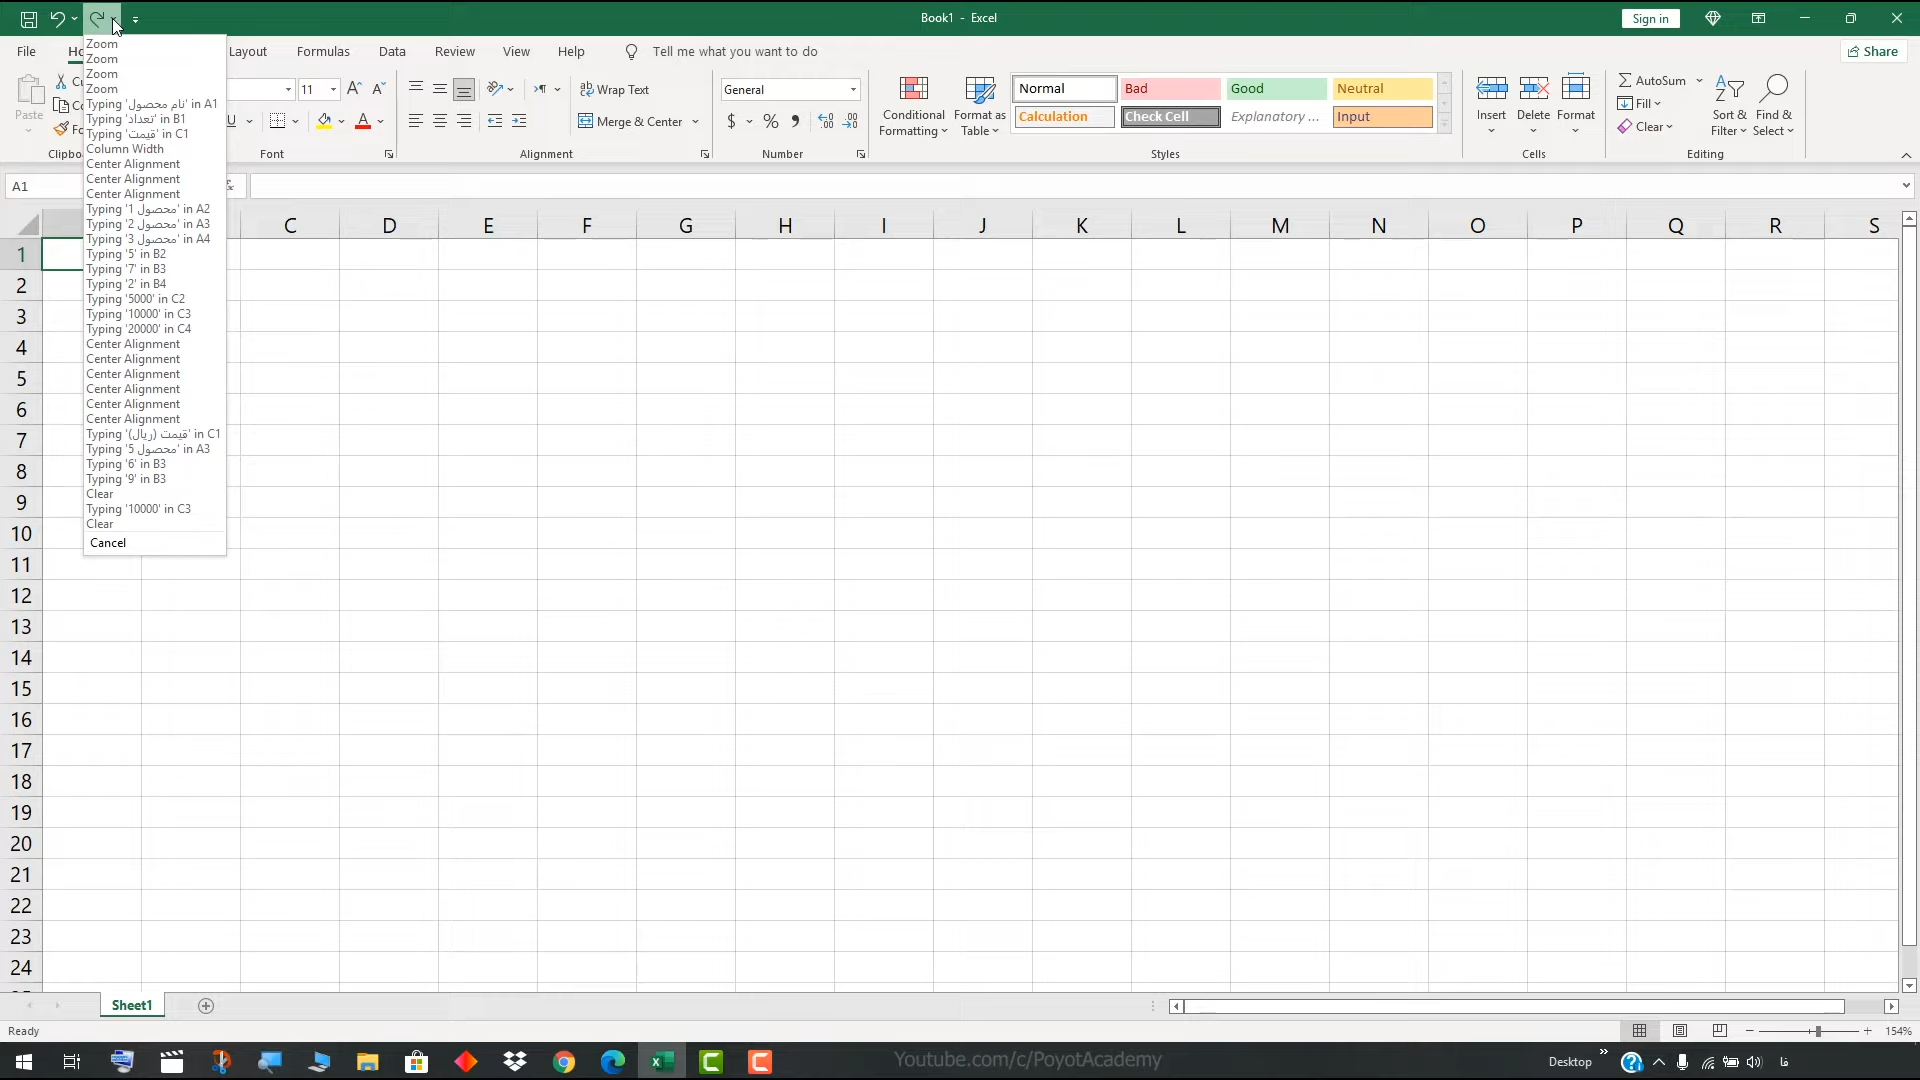 Book1 - Excel
Sign in
File
Layout
Formulas
Data
Review
View
Help
Tell me what you want to do
Share
Zoom
Zoom
Zoom
Zoom
Typing 'نام محصول' in A1
Typing 'تعداد' in B1
Typing 'قیمت' in C1
Column Width
Center Alignment
Center Alignment
Center Alignment
Typing 'محصول 1' in A2
Typing 'محصول 2' in A3
Typing 'محصول 3' in A4
Typing '5' in B2
Typing '7' in B3
Typing '2' in B4
Typing '5000' in C2
Typing '10000' in C3
Typing '20000' in C4
Center Alignment
Center Alignment
Center Alignment
Center Alignment
Center Alignment
Center Alignment
Typing 'قیمت (ریال)' in C1
Typing 'محصول 5' in A3
Typing '6' in B3
Typing '9' in B3
Clear
Typing '10000' in C3
Clear
Cancel
Paste
11
Wrap Text
Merge & Center
General
Conditional Formatting
Format as Table
Normal
Bad
Good
Neutral
Calculation
Check Cell
Explanatory ...
Input
Insert
Delete
Format
AutoSum
Fill
Clear
Sort & Filter
Find & Select
Font
Alignment
Number
Styles
Cells
Editing
A1
C D E F G H I J K L M N O P Q R S
1
2
3
4
5
6
7
8
9
10
11
12
13
14
15
16
17
18
19
20
21
22
23
24
Sheet1
Ready
154%
Youtube.com/c/PoyotAcademy
Desktop
فا